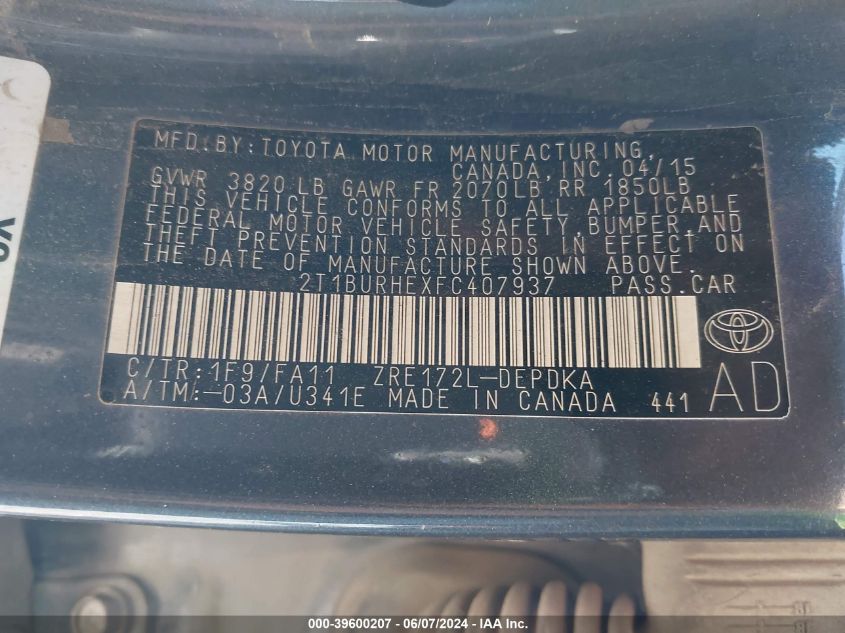 MFD.BY:TOYOTA MOTOR MANUFACTURING,
CANADA,INC. 04/15
GVWR 3820 LB GAWR FR 2070LB RR 1850LB
THIS VEHICLE CONFORMS TO ALL APPLICABLE
FEDERAL MOTOR VEHICLE SAFETY,BUMPER,AND
THEFT PREVENTION STANDARDS IN EFFECT ON
THE DATE OF MANUFACTURE SHOWN ABOVE.
2T1BURHEXFC407937 PASS.CAR
C/TR:1F9/FA11 ZRE172L-DEPDKA
A/TM:-03A/U341E MADE IN CANADA 441 AD
000-39600207 - 06/07/2024 - IAA Inc.